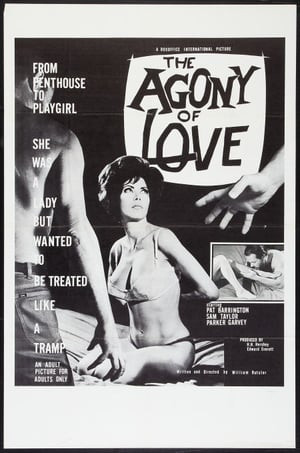 A BOXOFFICE INTERNATIONAL PICTURE
THE
AGONY
OF
LOVE
FROM
PENTHOUSE
TO
PLAYGIRL
SHE
WAS
A
LADY
BUT
WANTED
TO
BE TREATED
LIKE
A
TRAMP
AN ADULT
PICTURE FOR
ADULTS ONLY
STARRING
PAT BARRINGTON
SAM TAYLOR
PARKER GARVEY
PRODUCED BY
Edward Everett
Written and Directed by William Rotsler